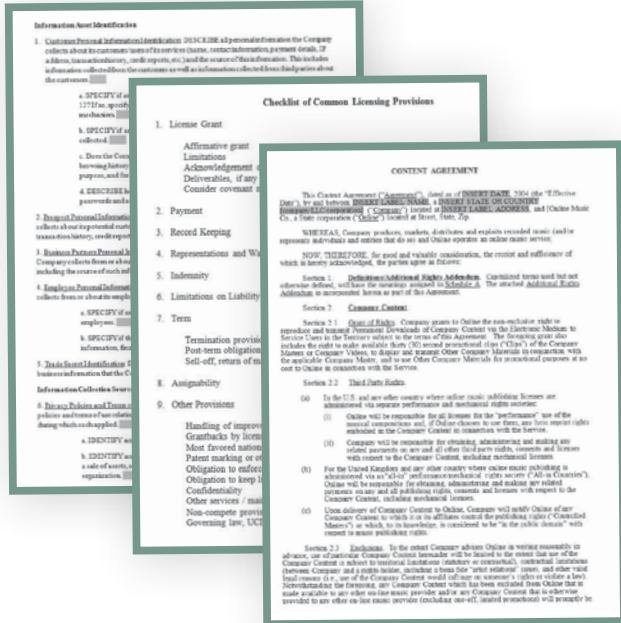 Information Asset Identification
1. Customer Personal Information Identification DESCRIBE all personal information the Company
collects about its customers/users of its services (name, contact information, payment details, IP
address, transaction history, credit reports, etc.) and the source of this information. This includes
information collected from the customers as well as information collected from third parties about
the customers.
a. SPECIFY if
mechanism.
b. SPECIFY if
collected.
c. Does the Com
browsing history
purpose, and for
d. DESCRIBE h
passwords and
2. Prospect Personal Informa
collects about its potential cust
transaction history, credit report
3. Business Partners Personal I
Company collects from or about
including the source of such inf
4. Employee Personal Informat
collects from or about its emplo
a. SPECIFY if
employees.
b. SPECIFY if
information, fin
5. Trade Secret Identification
business information that the C
Information Collection Sour
6. Privacy Policies and Terms
policies and terms of use relatin
during which each applied.
a. IDENTIFY
b. IDENTIFY
a sale of assets,
organization.
Checklist of Common Licensing Provisions
1. License Grant
Affirmative grant
Limitations
Acknowledgement
Deliverables, if any
Consider covenant
2. Payment
3. Record Keeping
4. Representations and Wa
5. Indemnity
6. Limitations on Liability
7. Term
Termination provisi
Post-term obligation
Sell-off, return of m
8. Assignability
9. Other Provisions
Handling of improv
Grantbacks by licen
Most favored nation
Patent marking or ot
Obligation to enforc
Obligation to keep l
Confidentiality
Other services / mai
Non-compete provis
Governing law, UCI
CONTENT AGREEMENT
This Content Agreement ("Agreement"), dated as of INSERT DATE, 2004 (the "Effective
Date"), by and between INSERT LABEL NAME, a INSERT STATE OR COUNTRY
[company/LLC/corporation] ("Company") located at INSERT LABEL ADDRESS, and [Online Music
Co., a State corporation ("Online") located at Street, State, Zip.
WHEREAS, Company produces, markets, distributes and exploits recorded music (and/or
represents individuals and entities that do so) and Online operates an online music service;
NOW, THEREFORE, for good and valuable consideration, the receipt and sufficiency
of which is hereby acknowledged, the parties agree as follows:
Section 1. Definitions/Additional Rights Addendum. Capitalized terms used but not
otherwise defined, will have the meanings assigned in Schedule A. The attached Additional Rights
Addendum is incorporated herein as part of this Agreement.
Section 2. Company Content
Section 2.1 Grant of Rights. Company grants to Online the non-exclusive right to
reproduce and transmit Permanent Downloads of Company Content via the Electronic Medium to
Service Users in the Territory subject to the terms of this Agreement. The foregoing also
includes the right to make available thirty (30) second promotional clips ("Clips") of the Company
Masters or Company Videos, to display and transmit Other Company Materials in conjunction with
the applicable Company Master, and to use Other Company Materials for promotional purposes at no
cost to Online in connection with the Service.
Section 2.2 Third Party Rights.
(a) In the U.S. and any other country where online music publishing licenses are
administered via separate performance and mechanical rights societies:
(i) Online will be responsible for all licenses for the "performance" use of the
musical compositions and, if Online chooses to use them, any lyric reprint rights
embodied in the Company Content in connection with the Service.
(ii) Company will be responsible for obtaining, administering and making any
related payments on any and all other third party rights, consents and licenses
with respect to the Company Content, including mechanical licenses.
(b) For the United Kingdom and any other country where online music publishing is
administered via an "all-in" performance/mechanical rights society ("All-in Countries"),
Online will be responsible for obtaining, administering and making any related
payments on any and all publishing rights, consents and licenses with respect to the
Company Content, including mechanical licenses.
(c) Upon delivery of Company Content to Online, Company will notify Online of any
Company Content to which it or its affiliates control the publishing rights ("Controlled
Masters") or which, to its knowledge, is considered to be "in the public domain" with
respect to music publishing rights.
Section 2.3 Exclusions. To the extent Company advises Online in writing reasonably in
advance, use of particular Company Content hereunder will be limited to the extent that use of the
Company Content is subject to territorial limitations (statutory or contractual), contractual limitations
(between Company and a rights-holder, including a bona fide "artist relations" issue), and other valid
legal reasons (i.e., use of the Company Content would infringe on someone's rights or violate a law).
Notwithstanding the foregoing, any Company Content which has been excluded from Online that is
made available to any other on-line music provider and/or any Company Content that is otherwise
provided to any other on-line music provider (excluding one-off, limited promotions) will promptly be